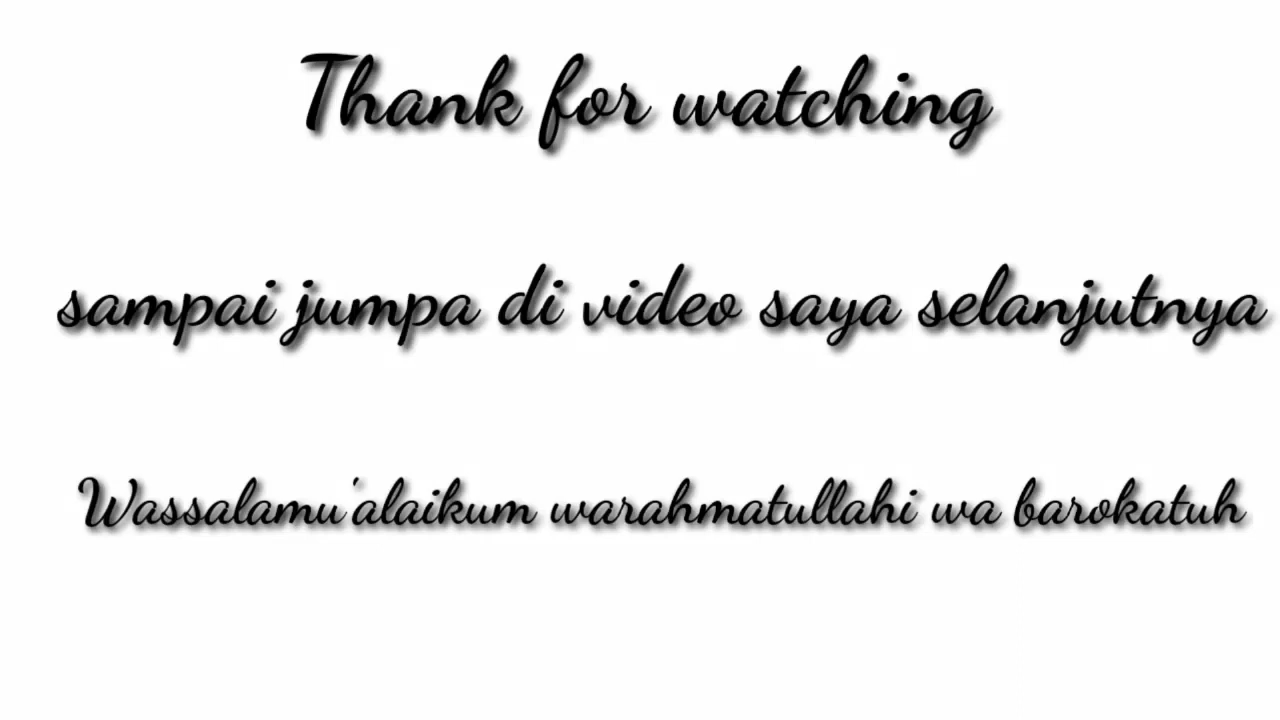 Thank for watching
sampai jumpa di video saya selanjutnya
Wassalamu'alaikum warahmatullahi wa barokatuh